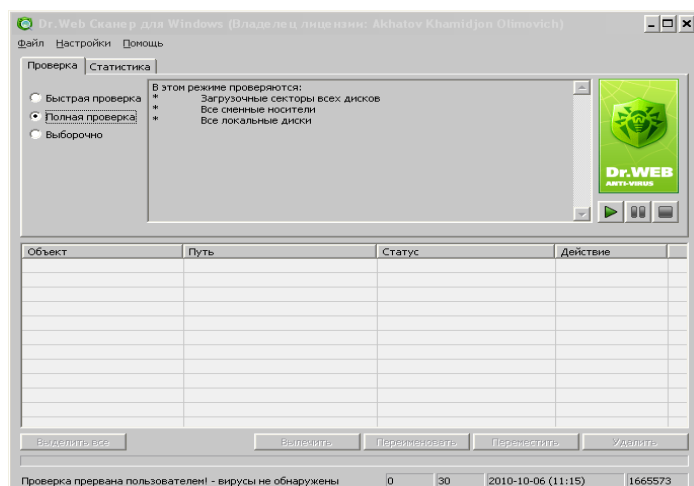 Dr.Web Сканер для Windows (Владелец лицензии: Akhatov Khamidjon Olimovich)
Файл Настройки Помощь
Проверка Статистика
Быстрая проверка
Полная проверка
Выборочно
В этом режиме проверяются:
* Загрузочные секторы всех дисков
* Все сменные носители
* Все локальные диски
Dr.WEB
ANTI-VIRUS
Объект Путь Статус Действие
Выделить все Вылечить Переименовать Переместить Удалить
Проверка прервана пользователем! - вирусы не обнаружены 0 30 2010-10-06 (11:15) 1665573